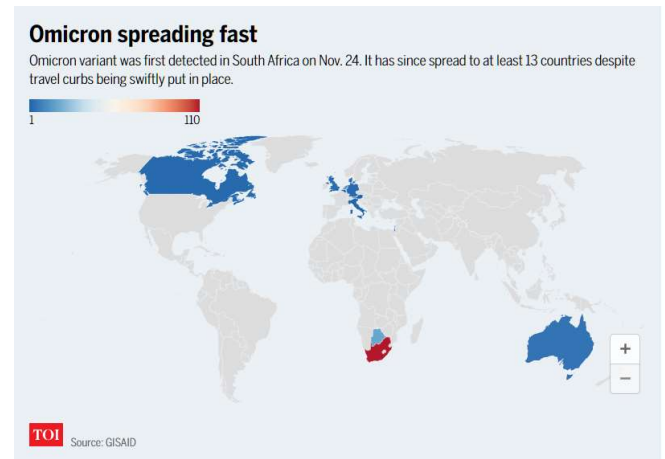 Omicron spreading fast
Omicron variant was first detected in South Africa on Nov. 24. It has since spread to at least 13 countries despite
travel curbs being swiftly put in place.
1 110
+
−
TOI Source: GISAID